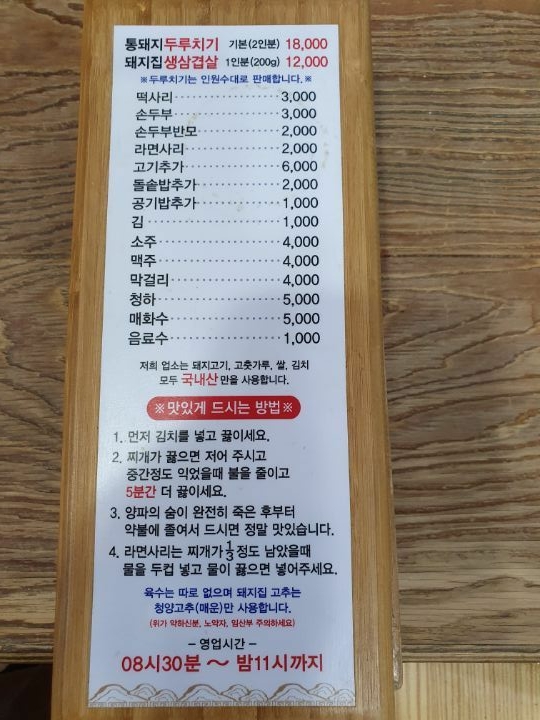 통돼지두루치기 기본(2인분) 18,000
돼지집생삼겹살 1인분(200g) 12,000
※두루치기는 인원수대로 판매합니다.※
떡사리 3,000
손두부 3,000
손두부반모 2,000
라면사리 2,000
고기추가 6,000
돌솥밥추가 2,000
공기밥추가 1,000
김 1,000
소주 4,000
맥주 4,000
막걸리 4,000
청하 5,000
매화수 5,000
음료수 1,000
저희 업소는 돼지고기, 고춧가루, 쌀, 김치
모두 국내산만을 사용합니다.
※맛있게 드시는 방법※
1. 먼저 김치를 넣고 끓이세요.
2. 찌개가 끓으면 저어 주시고
중간정도 익었을때 불을 줄이고
5분간 더 끓이세요.
3. 양파의 숨이 완전히 죽은 후부터
약불에 졸여서 드시면 정말 맛있습니다.
4. 라면사리는 찌개가 1/3정도 남았을때
물을 두컵 넣고 물이 끓으면 넣어주세요.
육수는 따로 없으며 돼지집 고추는
청양고추(매운)만 사용합니다.
(위가 약하신분, 노약자, 임산부 주의하세요)
– 영업시간 –
08시30분 ~ 밤11시까지